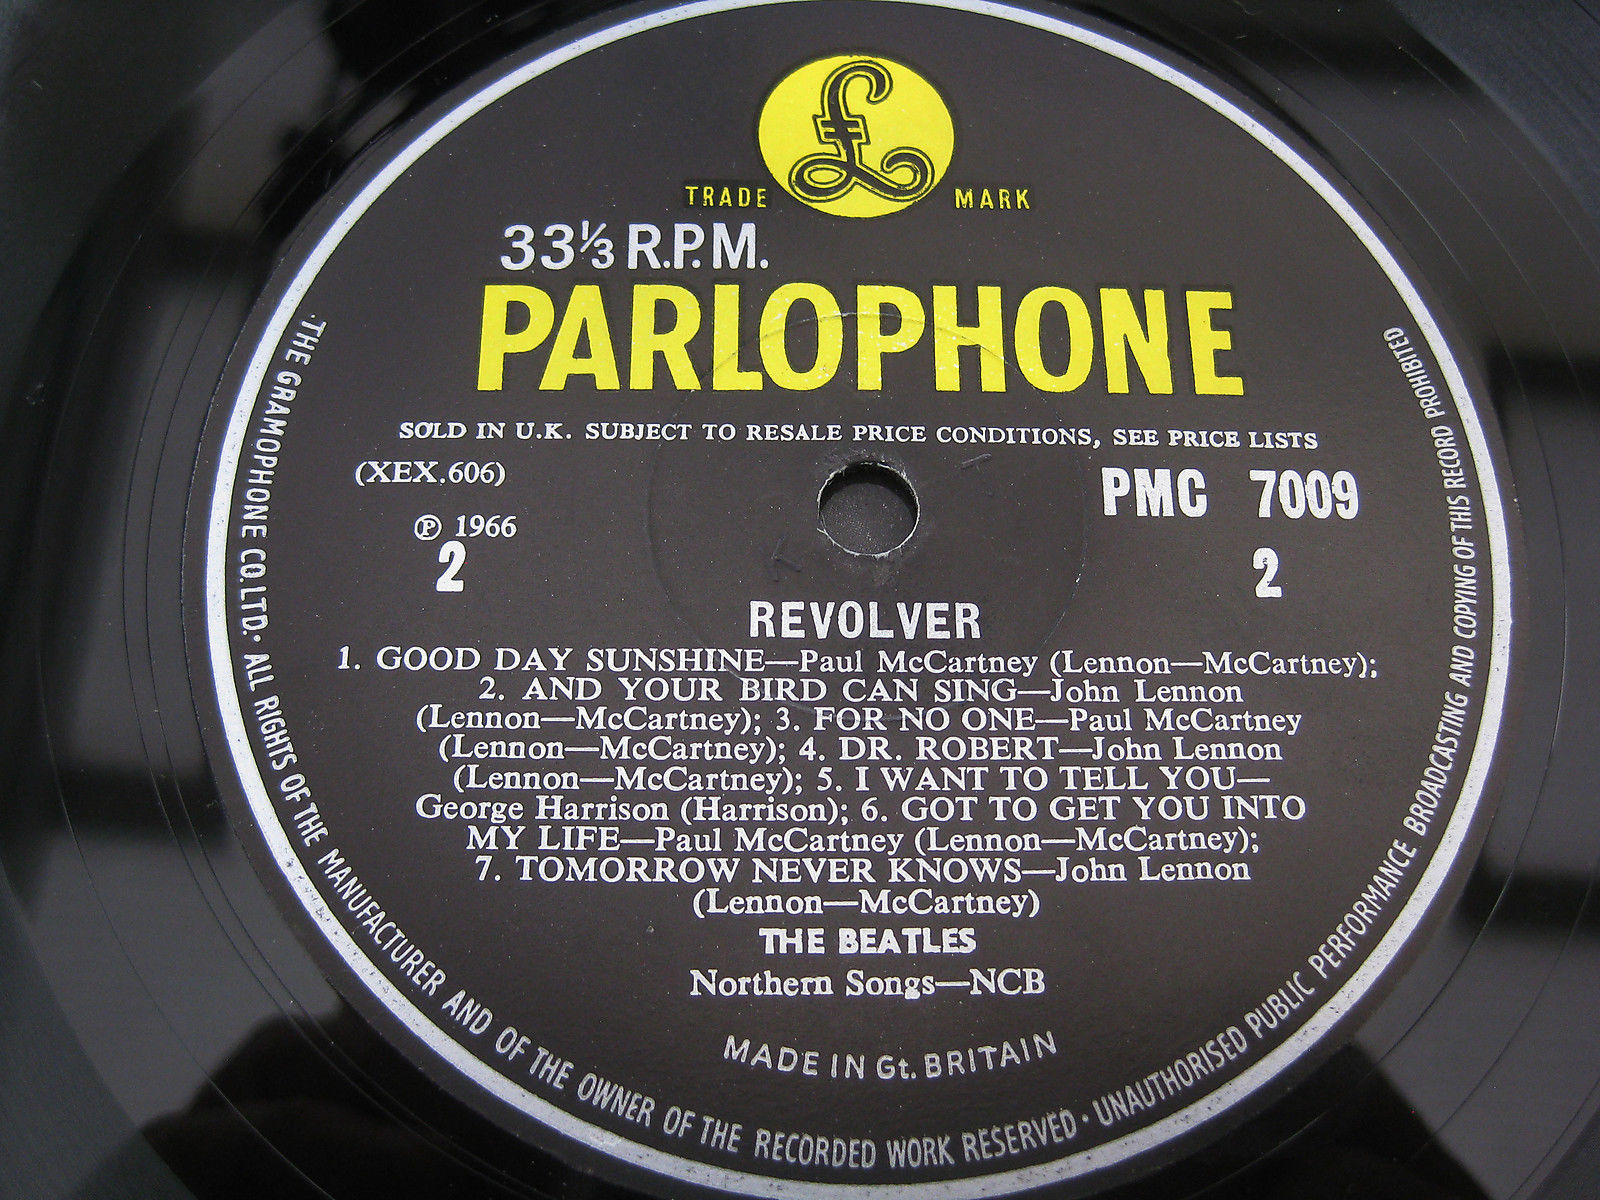 £
TRADE MARK
33⅓ R.P.M.
PARLOPHONE
SOLD IN U.K. SUBJECT TO RESALE PRICE CONDITIONS, SEE PRICE LISTS
(XEX.606)
PMC 7009
℗ 1966
2
2
REVOLVER
1. GOOD DAY SUNSHINE—Paul McCartney (Lennon—McCartney);
2. AND YOUR BIRD CAN SING—John Lennon
(Lennon—McCartney); 3. FOR NO ONE—Paul McCartney
(Lennon—McCartney); 4. DR. ROBERT—John Lennon
(Lennon—McCartney); 5. I WANT TO TELL YOU—
George Harrison (Harrison); 6. GOT TO GET YOU INTO
MY LIFE—Paul McCartney (Lennon—McCartney);
7. TOMORROW NEVER KNOWS—John Lennon
(Lennon—McCartney)
THE BEATLES
Northern Songs—NCB
MADE IN Gt. BRITAIN
THE GRAMOPHONE CO. LTD. · ALL RIGHTS OF THE MANUFACTURER AND OF THE OWNER OF THE RECORDED WORK RESERVED · UNAUTHORISED PUBLIC PERFORMANCE BROADCASTING AND COPYING OF THIS RECORD PROHIBITED